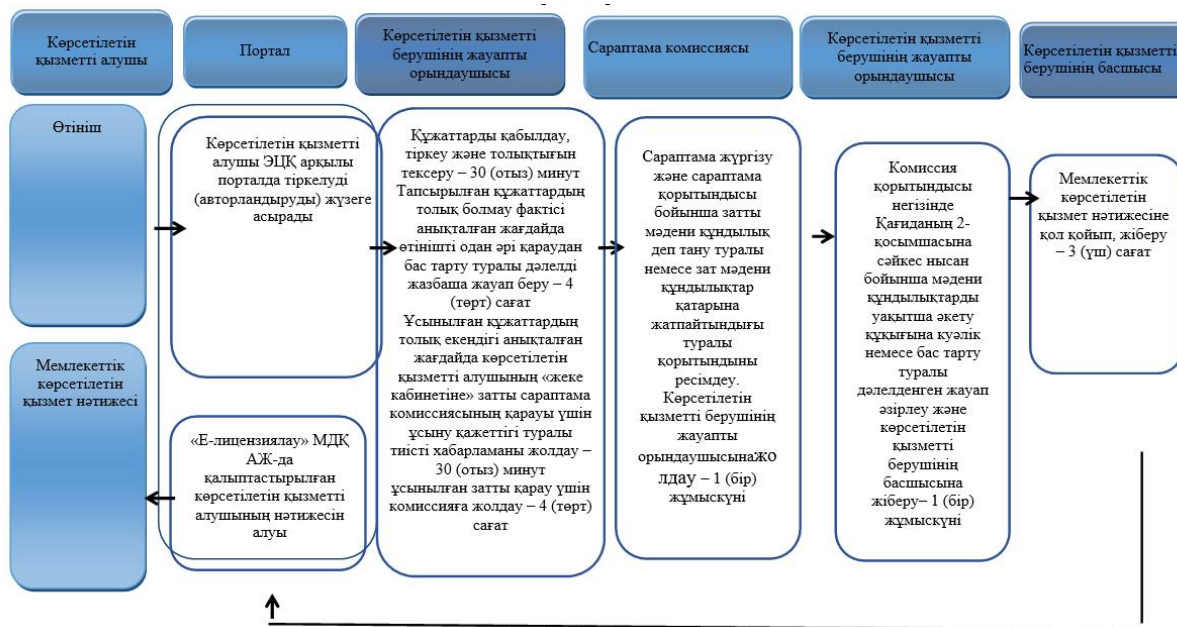 Көрсетілетін
қызметті алушы
Портал
Көрсетілетін қызметті
берушінің жауапты
орындаушысы
Сараптама комиссиясы
Көрсетілетін қызметті
берушінің жауапты
орындаушысы
Көрсетілетін қызметті
берушінің басшысы
Өтініш
Мемлекеттік
көрсетілетін
қызмет нәтижесі
Көрсетілетін қызметті
алушы ЭЦҚ арқылы
порталда тіркелуді
(авторландыруды) жүзеге
асырады
«Е-лицензиялау» МДҚ
АЖ-да
қалыптастырылған
көрсетілетін қызметті
алушының нәтижесін
алуы
Құжаттарды қабылдау,
тіркеу және толықтығын
тексеру – 30 (отыз) минут
Тапсырылған құжаттардың
толық болмау фактісі
анықталған жағдайда
өтінішті одан әрі қараудан
бас тарту туралы дәлелді
жазбаша жауап беру – 4
(төрт) сағат
Ұсынылған құжаттардың
толық екендігі анықталған
жағдайда көрсетілетін
қызметті алушының «жеке
кабинетіне» затты сараптама
комиссиясының қарауы үшін
ұсыну қажеттігі туралы
тиісті хабарламаны жолдау –
30 (отыз) минут
ұсынылған затты қарау үшін
комиссияға жолдау – 4 (төрт)
сағат
Сараптама жүргізу
және сараптама
қорытындысы
бойынша затты
мәдени құндылық
деп тану туралы
немесе зат мәдени
құндылықтар
қатарына
жатпайтындығы
туралы
қорытындыны
ресімдеу.
Көрсетілетін
қызметті берушінің
жауапты
орындаушысынажо
лдау – 1 (бір)
жұмыскүні
Комиссия
қорытындысы
негізінде
Қағиданың 2-
қосымшасына
сәйкес нысан
бойынша мәдени
құндылықтарды
уақытша әкету
құқығына куәлік
немесе бас тарту
туралы
дәлелденген жауап
әзірлеу және
көрсетілетін
қызметті
берушінің
басшысына
жіберу– 1 (бір)
жұмыскүні
Мемлекеттік
көрсетілетін
қызмет нәтижесіне
қол қойып, жіберу
– 3 (үш) сағат